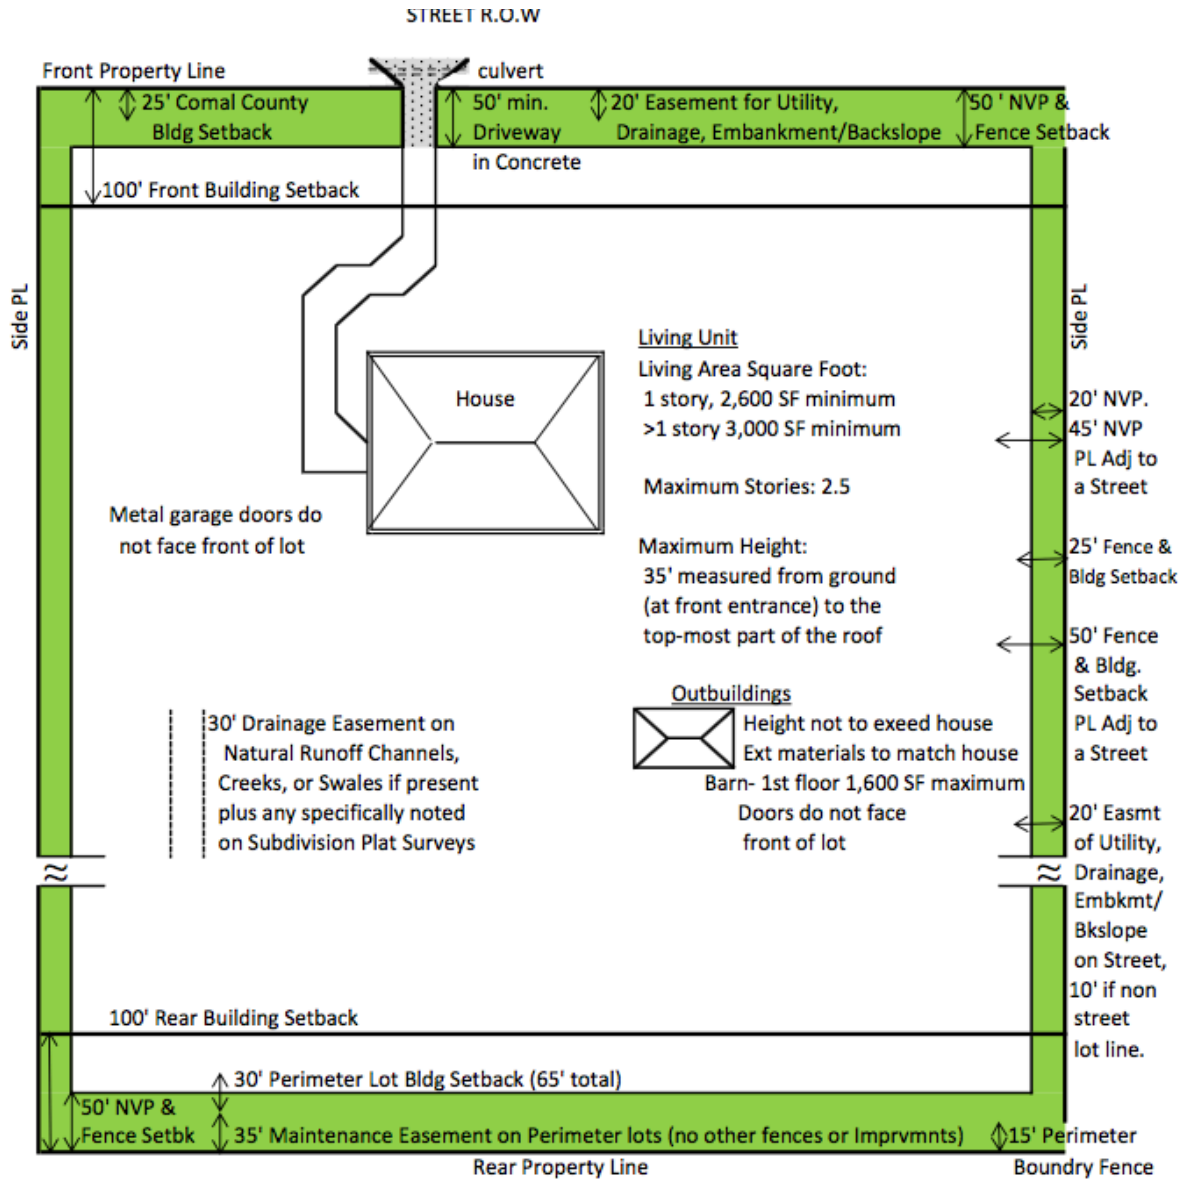 STREET R.O.W
Front Property Line
culvert
25' Comal County
Bldg Setback
50' min.
Driveway
in Concrete
20' Easement for Utility,
Drainage, Embankment/Backslope
50 ' NVP &
Fence Setback
100' Front Building Setback
Side PL
Side PL
House
Living Unit
Living Area Square Foot:
1 story, 2,600 SF minimum
>1 story 3,000 SF minimum
Maximum Stories: 2.5
Maximum Height:
35' measured from ground
(at front entrance) to the
top-most part of the roof
Metal garage doors do
not face front of lot
20' NVP.
45' NVP
PL Adj to
a Street
25' Fence &
Bldg Setback
50' Fence
& Bldg.
Setback
PL Adj to
a Street
20' Easmt
of Utility,
Drainage,
Embkmt/
Bkslope
on Street,
10' if non
street
lot line.
30' Drainage Easement on
Natural Runoff Channels,
Creeks, or Swales if present
plus any specifically noted
on Subdivision Plat Surveys
Outbuildings
Height not to exeed house
Ext materials to match house
Barn- 1st floor 1,600 SF maximum
Doors do not face
front of lot
≈
≈
100' Rear Building Setback
30' Perimeter Lot Bldg Setback (65' total)
50' NVP &
Fence Setbk
35' Maintenance Easement on Perimeter lots (no other fences or Imprvmnts)
15' Perimeter
Boundry Fence
Rear Property Line